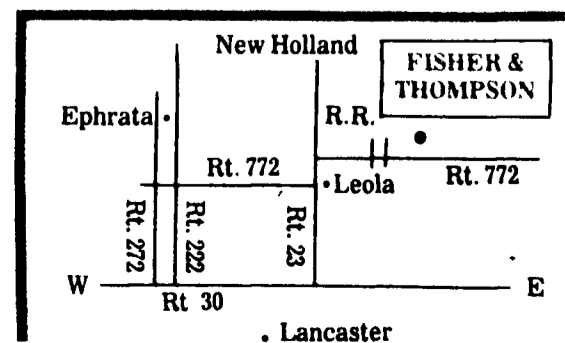 New Holland
FISHER &
THOMPSON
Ephrata
R.R.
Rt. 772
Leola
Rt. 772
Rt. 272
Rt. 222
Rt. 23
W
E
Rt 30
Lancaster